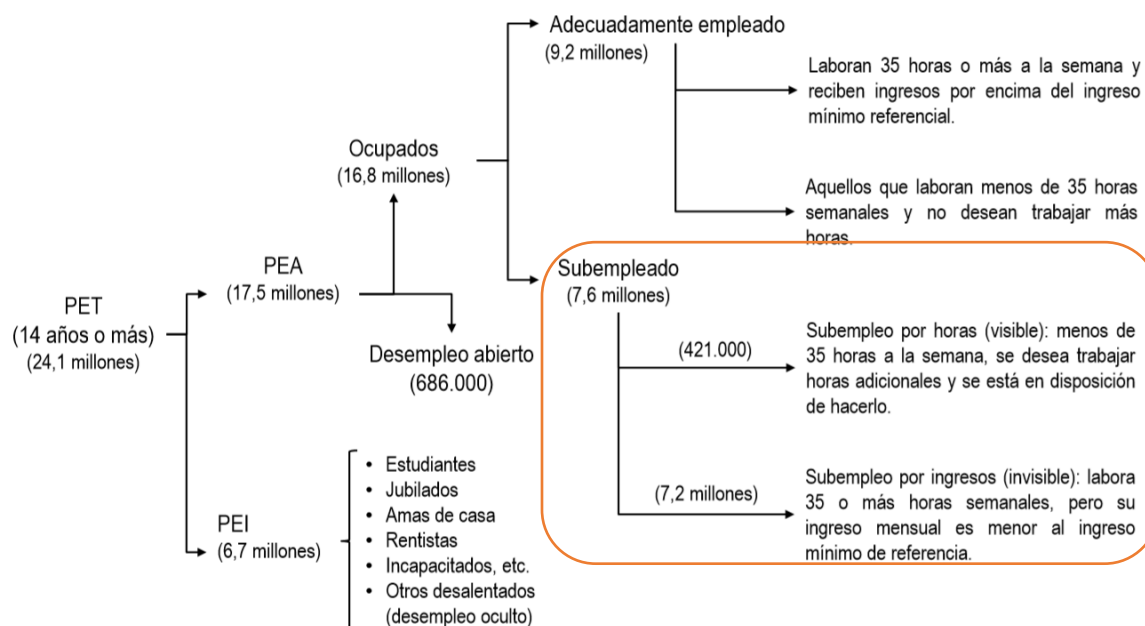 PET
(14 años o más)
(24,1 millones)
PEA
(17,5 millones)
PEI
(6,7 millones)
Ocupados
(16,8 millones)
Desempleo abierto
(686.000)
• Estudiantes
• Jubilados
• Amas de casa
• Rentistas
• Incapacitados, etc.
• Otros desalentados
(desempleo oculto)
Adecuadamente empleado
(9,2 millones)
Laboran 35 horas o más a la semana y
reciben ingresos por encima del ingreso
mínimo referencial.
Aquellos que laboran menos de 35 horas
semanales y no desean trabajar más
horas.
Subempleado
(7,6 millones)
(421.000)
Subempleo por horas (visible): menos de
35 horas a la semana, se desea trabajar
horas adicionales y se está en disposición
de hacerlo.
(7,2 millones)
Subempleo por ingresos (invisible): labora
35 o más horas semanales, pero su
ingreso mensual es menor al ingreso
mínimo de referencia.